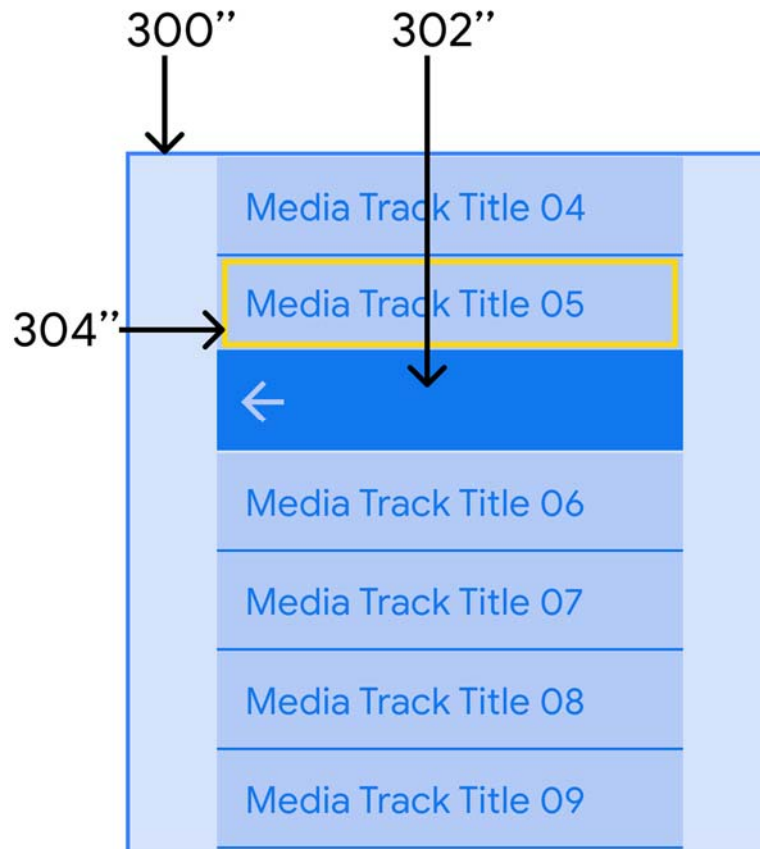 300’’ 302’’
Media Track Title 04
Media Track Title 05
304’’
Media Track Title 06
Media Track Title 07
Media Track Title 08
Media Track Title 09